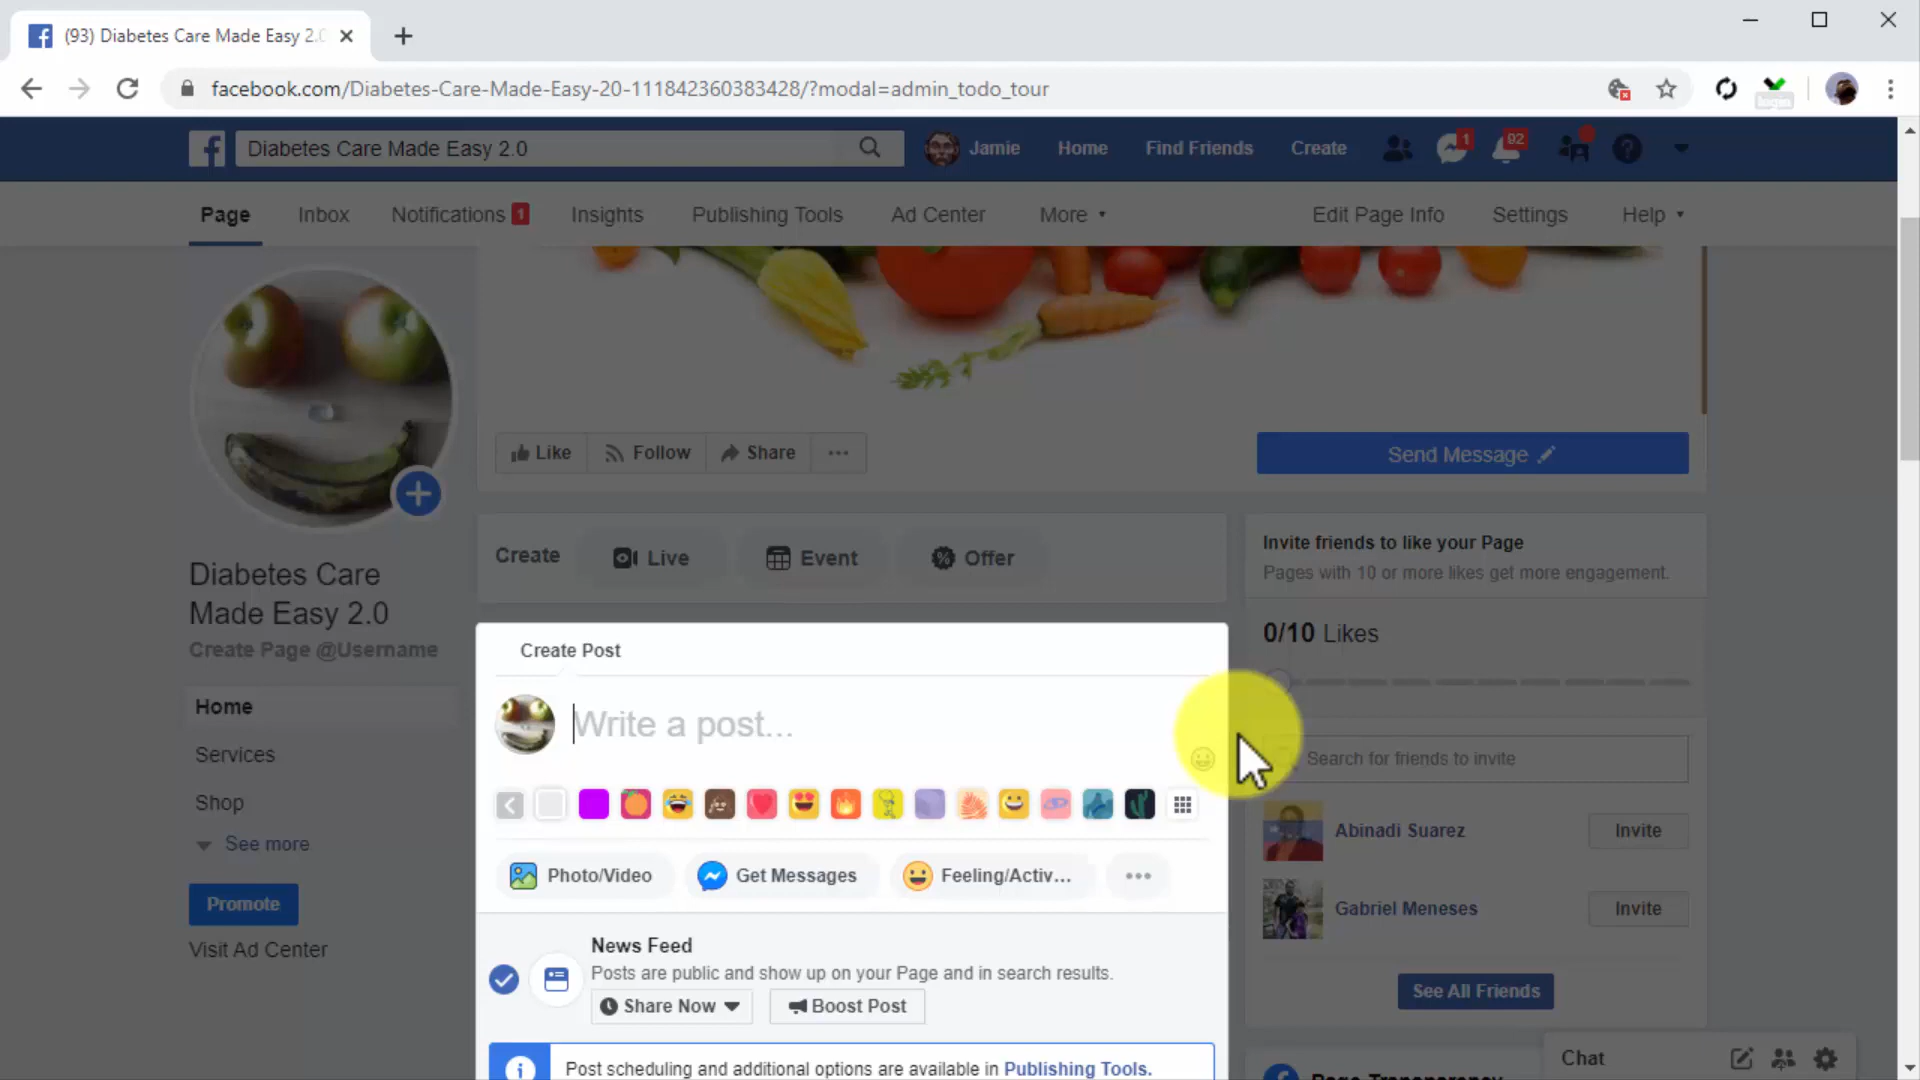 (93) Diabetes Care Made Easy 2.0
facebook.com/Diabetes-Care-Made-Easy-20-111842360383428/?modal=admin_todo_tour
login
Diabetes Care Made Easy 2.0
Jamie
Home
Find Friends
Create
1
92
Page
Inbox
Notifications 1
Insights
Publishing Tools
Ad Center
More
Edit Page Info
Settings
Help
Like
Follow
Share
Send Message
Diabetes Care
Made Easy 2.0
Create Page @Username
Home
Services
Shop
See more
Promote
Visit Ad Center
Create
Live
Event
Offer
Create Post
Write a post...
Photo/Video
Get Messages
Feeling/Activ...
News Feed
Posts are public and show up on your Page and in search results.
Share Now
Boost Post
Post scheduling and additional options are available in Publishing Tools.
Invite friends to like your Page
Pages with 10 or more likes get more engagement.
0/10 Likes
Search for friends to invite
Abinadi Suarez
Invite
Gabriel Meneses
Invite
See All Friends
Chat
Page Transparency